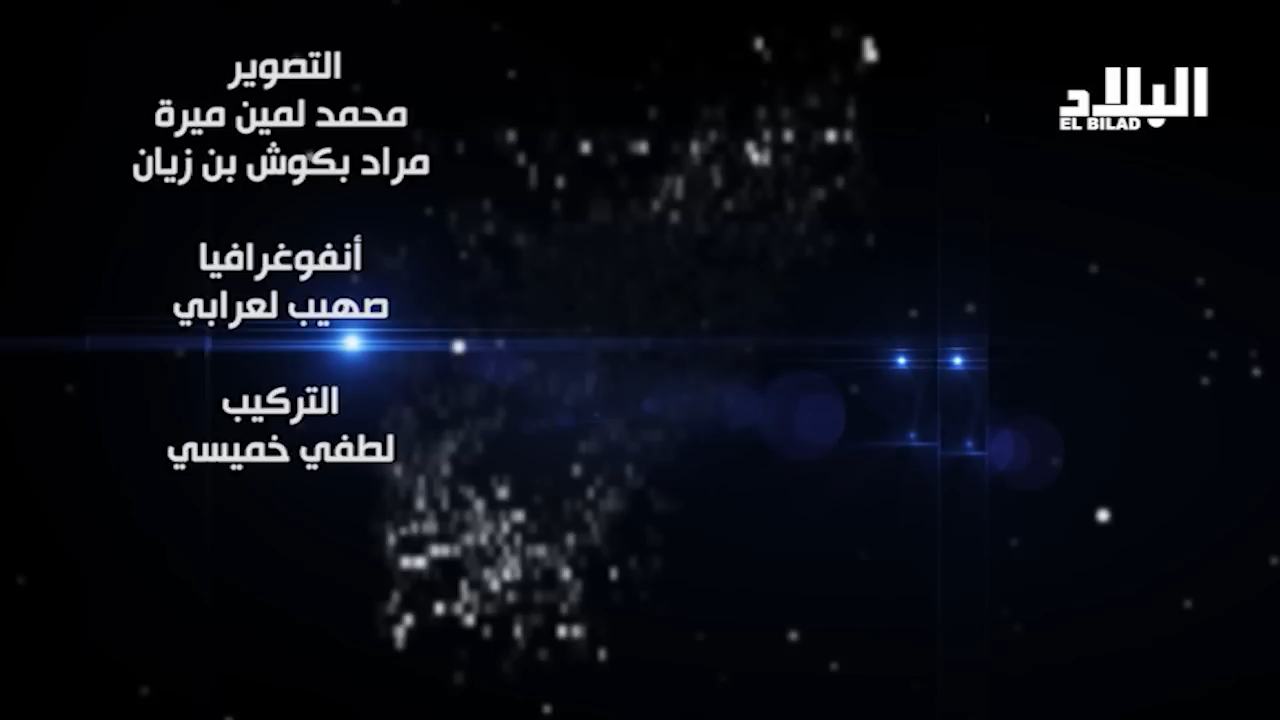 التصوير
محمد لمين ميرة
مراد بكوش بن زيان
أنفوغرافيا
صهيب لعرابي
التركيب
لطفي خميسي
البلاد
EL BILAD